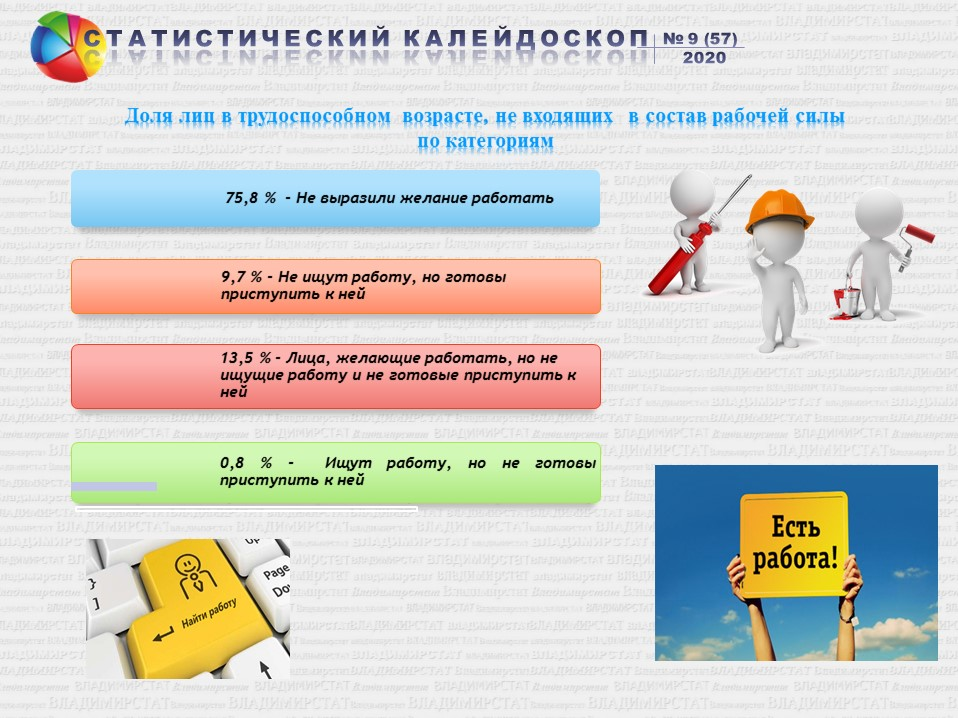 СТАТИСТИЧЕСКИЙ КАЛЕЙДОСКОП № 9 (57)
2020
Доля лиц в трудоспособном возрасте, не входящих в состав рабочей силы
по категориям
75,8 % - Не выразили желание работать
9,7 % - Не ищут работу, но готовы
приступить к ней
13,5 % - Лица, желающие работать, но не
ищущие работу и не готовые приступить к
ней
0,8 % - Ищут работу, но не готовы
приступить к ней
Есть
работа!
}
]
Page
Найти работу
ВЛАДИМИРСТАТ